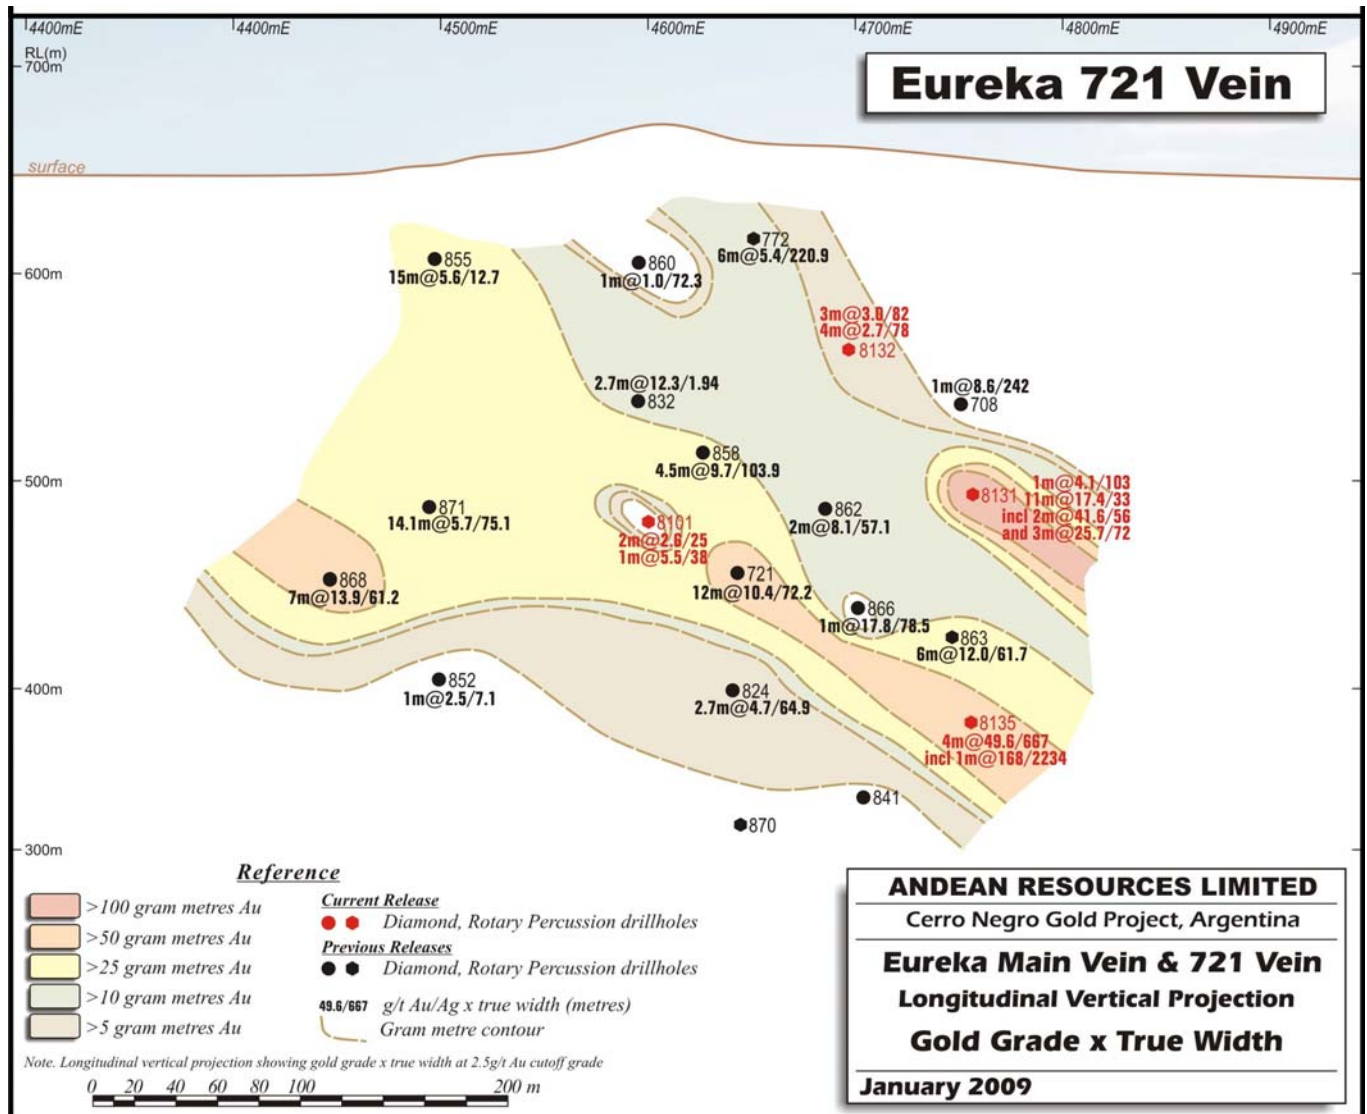 4400mE 4400mE 4500mE 4600mE 4700mE 4800mE 4900mE
RL(m)
700m
Eureka 721 Vein
surface
600m
855
15m@5.6/12.7
860
1m@1.0/72.3
772
6m@5.4/220.9
3m@3.0/82
4m@2.7/78
8132
2.7m@12.3/1.94
832
1m@8.6/242
708
858
4.5m@9.7/103.9
500m
871
14.1m@5.7/75.1
8101
2m@2.6/25
1m@5.5/38
862
2m@8.1/57.1
8131
1m@4.1/103
11m@17.4/33
incl 2m@41.6/56
and 3m@25.7/72
868
7m@13.9/61.2
721
12m@10.4/72.2
866
1m@17.8/78.5
863
6m@12.0/61.7
400m
852
1m@2.5/7.1
824
2.7m@4.7/64.9
8135
4m@49.6/667
incl 1m@168/2234
841
870
300m
Reference
>100 gram metres Au
>50 gram metres Au
>25 gram metres Au
>10 gram metres Au
>5 gram metres Au
Current Release
Diamond, Rotary Percussion drillholes
Previous Releases
Diamond, Rotary Percussion drillholes
49.6/667 g/t Au/Ag x true width (metres)
Gram metre contour
Note. Longitudinal vertical projection showing gold grade x true width at 2.5g/t Au cutoff grade
0 20 40 60 80 100 200 m
ANDEAN RESOURCES LIMITED
Cerro Negro Gold Project, Argentina
Eureka Main Vein & 721 Vein
Longitudinal Vertical Projection
Gold Grade x True Width
January 2009